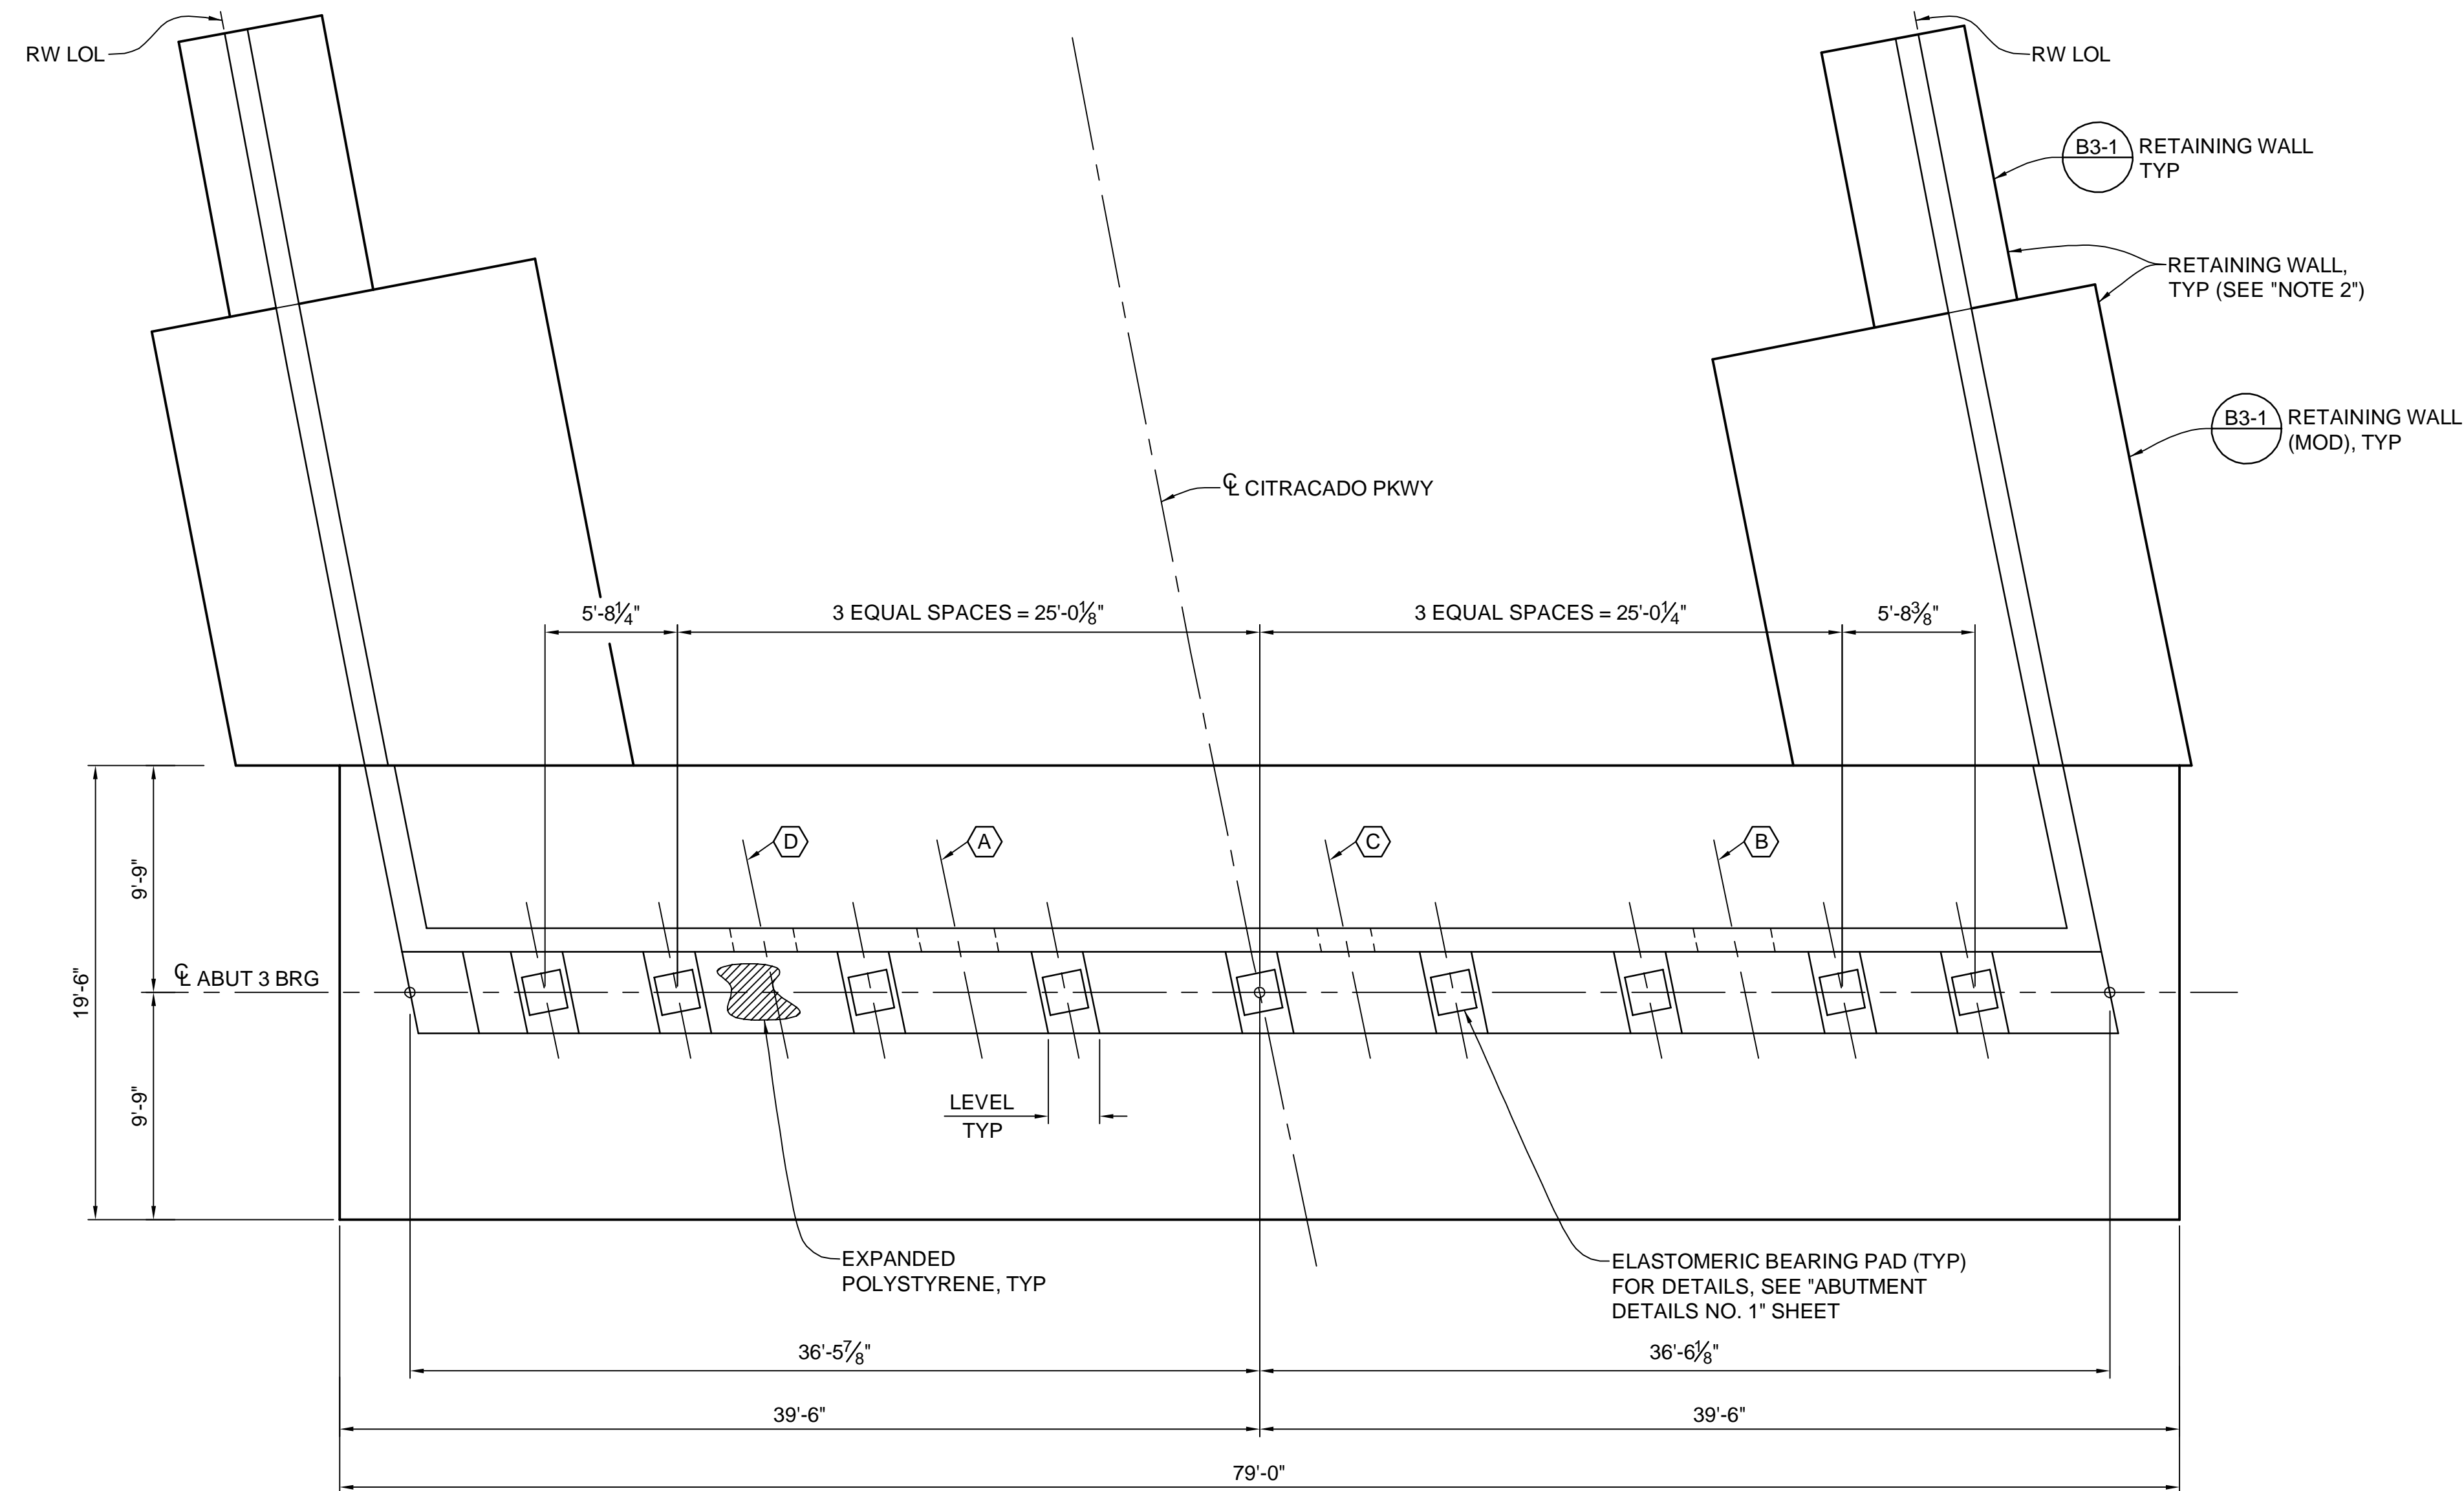 RW LOL
RW LOL
B3-1
RETAINING WALL
TYP
RETAINING WALL,
TYP (SEE "NOTE 2")
B3-1
RETAINING WALL
(MOD), TYP
℄ CITRACADO PKWY
5'-8¼"
3 EQUAL SPACES = 25'-0⅛"
3 EQUAL SPACES = 25'-0¼"
5'-8⅜"
D
A
C
B
9'-9"
19'-6"
℄ ABUT 3 BRG
9'-9"
LEVEL
TYP
EXPANDED
POLYSTYRENE, TYP
ELASTOMERIC BEARING PAD (TYP)
FOR DETAILS, SEE "ABUTMENT
DETAILS NO. 1" SHEET
36'-5⅞"
36'-6⅛"
39'-6"
39'-6"
79'-0"